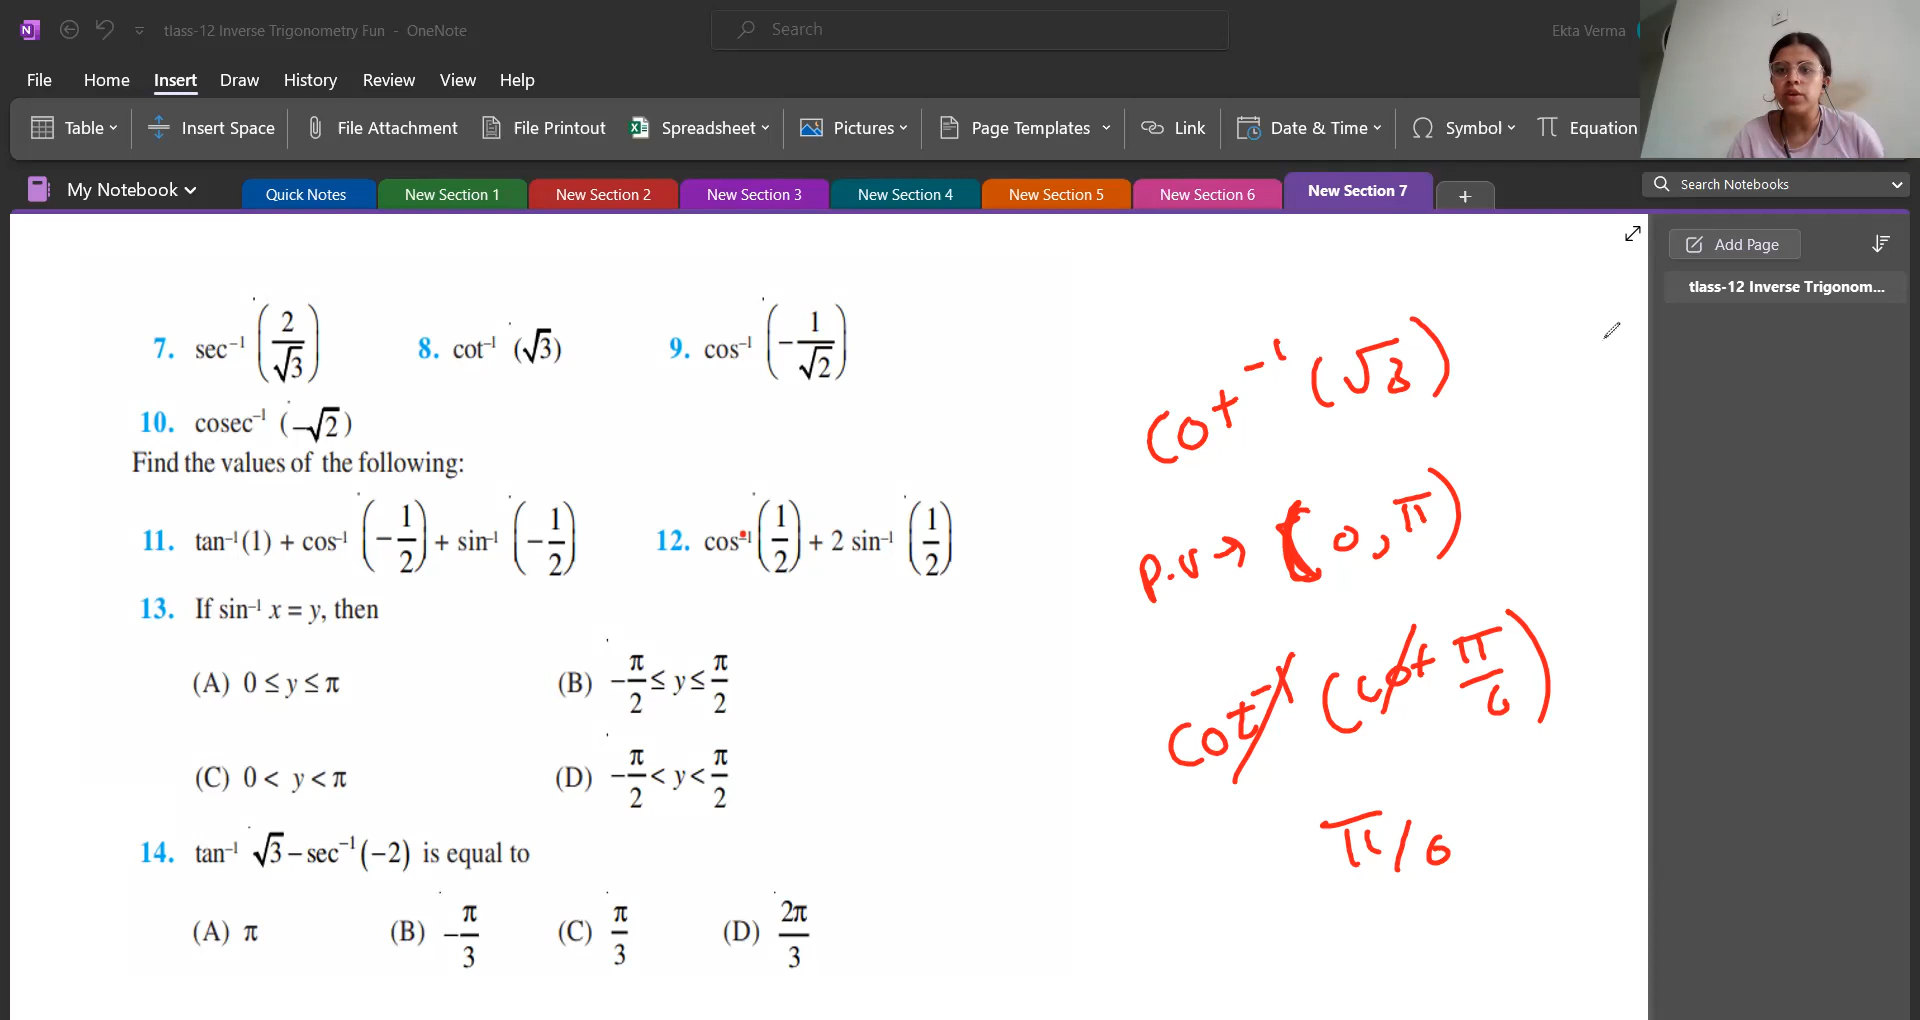 tlass-12 Inverse Trigonometry Fun - OneNote
Search
Ekta Verma
File Home Insert Draw History Review View Help
Table Insert Space File Attachment File Printout Spreadsheet Pictures Page Templates Link Date & Time Symbol Equation
My Notebook Quick Notes New Section 1 New Section 2 New Section 3 New Section 4 New Section 5 New Section 6 New Section 7 + Search Notebooks
Add Page
tlass-12 Inverse Trigonom...
7. sec⁻¹ (2/√3) 8. cot⁻¹ (√3) 9. cos⁻¹ (−1/√2)
10. cosec⁻¹ (−√2)
Find the values of the following:
11. tan⁻¹(1) + cos⁻¹ (−1/2) + sin⁻¹ (−1/2) 12. cos⁻¹ (1/2) + 2 sin⁻¹ (1/2)
13. If sin⁻¹ x = y, then
(A) 0 ≤ y ≤ π (B) −π/2 ≤ y ≤ π/2
(C) 0 < y < π (D) −π/2 < y < π/2
14. tan⁻¹ √3 − sec⁻¹(−2) is equal to
(A) π (B) −π/3 (C) π/3 (D) 2π/3
Cot⁻¹ (√3)
p.v → (0, π)
Cot⁻¹ (cot π/6)
π/6